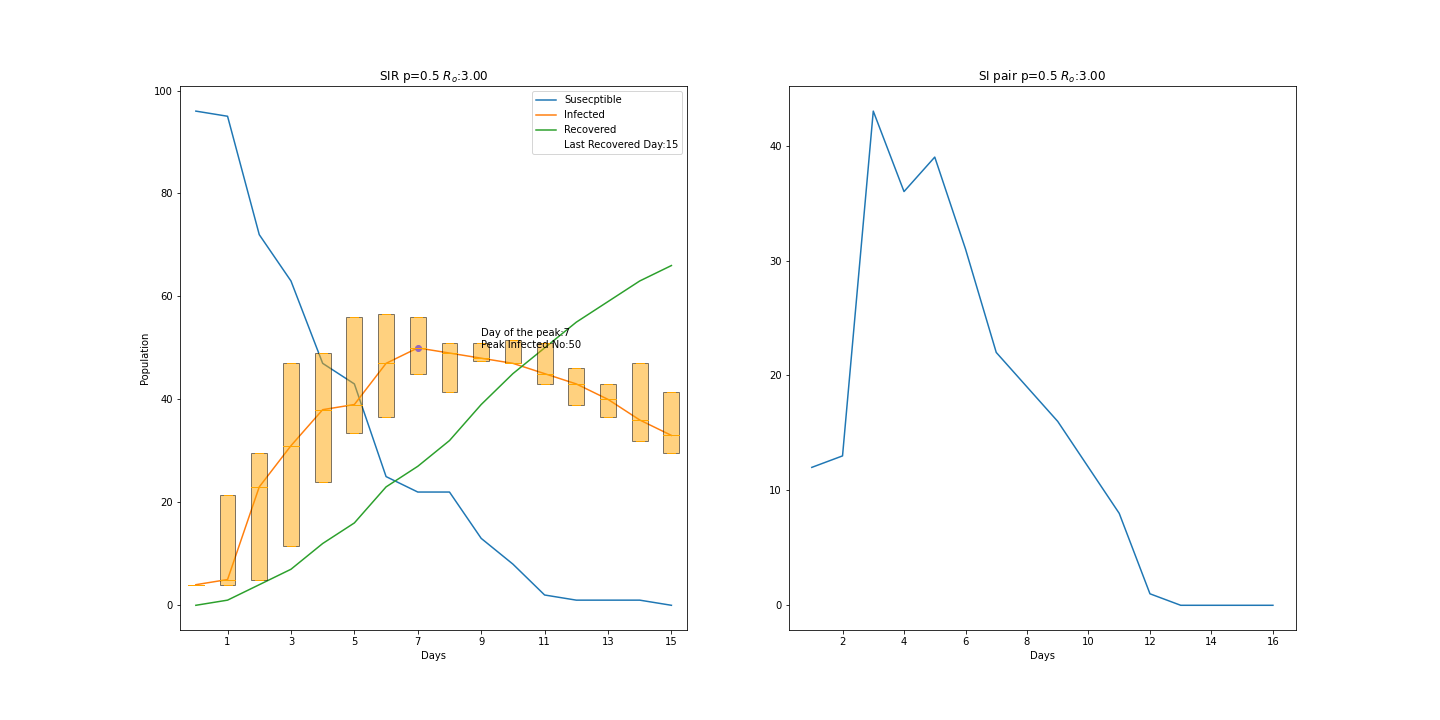 SIR p=0.5 Rₒ:3.00
100
80
60
40
20
0
Population
Susecptible
Infected
Recovered
Last Recovered Day:15
Day of the peak:7
Peak Infected No:50
1 3 5 7 9 11 13 15
Days
SI pair p=0.5 Rₒ:3.00
40
30
20
10
0
2 4 6 8 10 12 14 16
Days